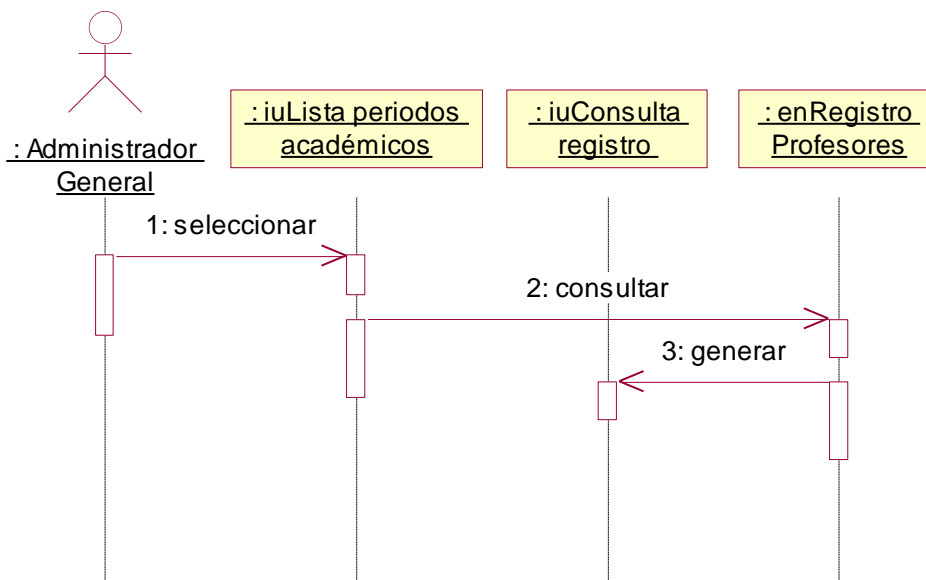 : Administrador
General
: iuLista periodos
académicos
: iuConsulta
registro
: enRegistro
Profesores
1: seleccionar
2: consultar
3: generar